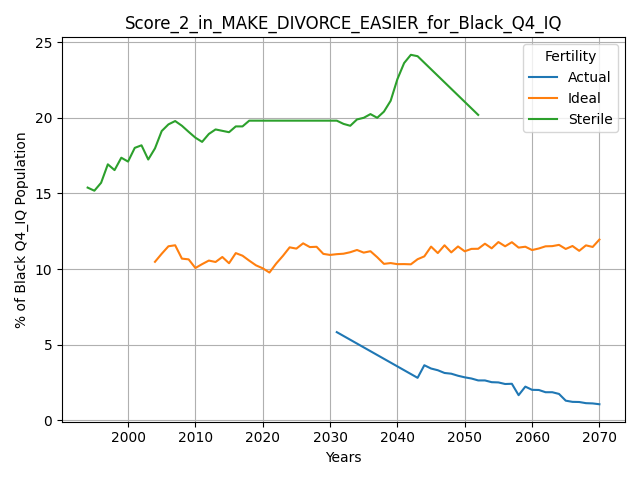 Score_2_in_MAKE_DIVORCE_EASIER_for_Black_Q4_IQ
Fertility
Actual
Ideal
Sterile
% of Black Q4_IQ Population
25
20
15
10
5
0
2000 2010 2020 2030 2040 2050 2060 2070
Years